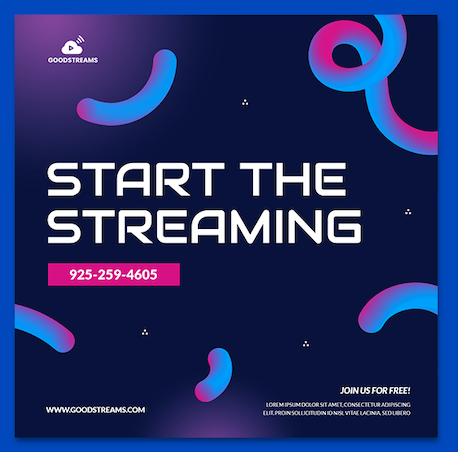 GOODSTREAMS
START THE
STREAMING
925-259-4605
JOIN US FOR FREE!
LOREM IPSUM DOLOR SIT AMET, CONSECTETUR ADIPISCING
ELIT. PROIN SOLLICITUDIN ID NISL VITAE LACINIA, SED LIBERO
WWW.GOODSTREAMS.COM